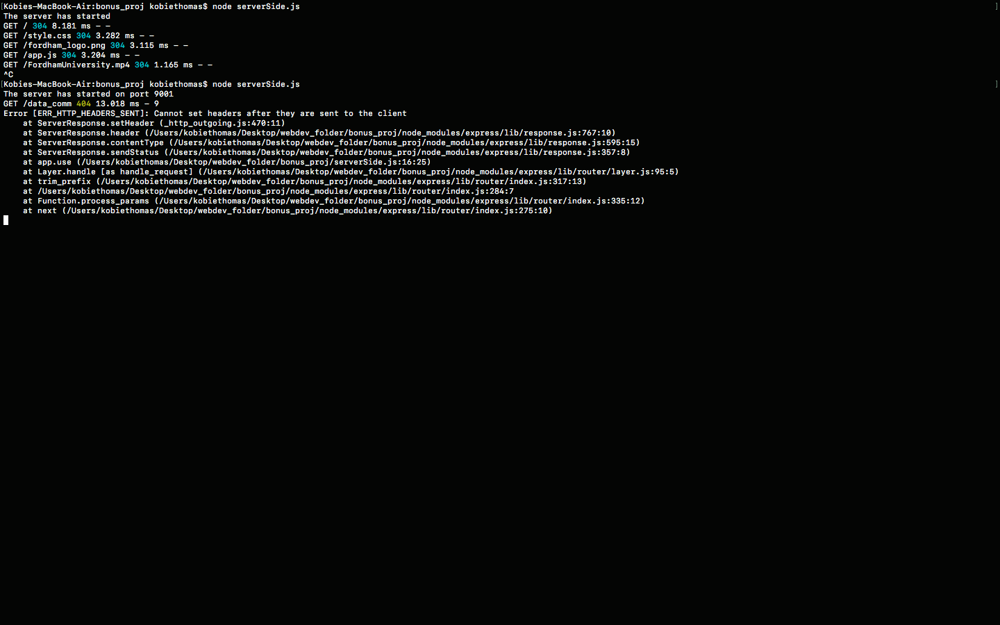 [Kobies-MacBook-Air:bonus_proj kobiethomas$ node serverSide.js ]
The server has started
GET / 304 8.181 ms - -
GET /style.css 304 3.282 ms - -
GET /fordham_logo.png 304 3.115 ms - -
GET /app.js 304 3.204 ms - -
GET /FordhamUniversity.mp4 304 1.165 ms - -
^C
[Kobies-MacBook-Air:bonus_proj kobiethomas$ node serverSide.js ]
The server has started on port 9001
GET /data_comm 404 13.018 ms - 9
Error [ERR_HTTP_HEADERS_SENT]: Cannot set headers after they are sent to the client
    at ServerResponse.setHeader (_http_outgoing.js:470:11)
    at ServerResponse.header (/Users/kobiethomas/Desktop/webdev_folder/bonus_proj/node_modules/express/lib/response.js:767:10)
    at ServerResponse.contentType (/Users/kobiethomas/Desktop/webdev_folder/bonus_proj/node_modules/express/lib/response.js:595:15)
    at ServerResponse.sendStatus (/Users/kobiethomas/Desktop/webdev_folder/bonus_proj/node_modules/express/lib/response.js:357:8)
    at app.use (/Users/kobiethomas/Desktop/webdev_folder/bonus_proj/serverSide.js:16:25)
    at Layer.handle [as handle_request] (/Users/kobiethomas/Desktop/webdev_folder/bonus_proj/node_modules/express/lib/router/layer.js:95:5)
    at trim_prefix (/Users/kobiethomas/Desktop/webdev_folder/bonus_proj/node_modules/express/lib/router/index.js:317:13)
    at /Users/kobiethomas/Desktop/webdev_folder/bonus_proj/node_modules/express/lib/router/index.js:284:7
    at Function.process_params (/Users/kobiethomas/Desktop/webdev_folder/bonus_proj/node_modules/express/lib/router/index.js:335:12)
    at next (/Users/kobiethomas/Desktop/webdev_folder/bonus_proj/node_modules/express/lib/router/index.js:275:10)